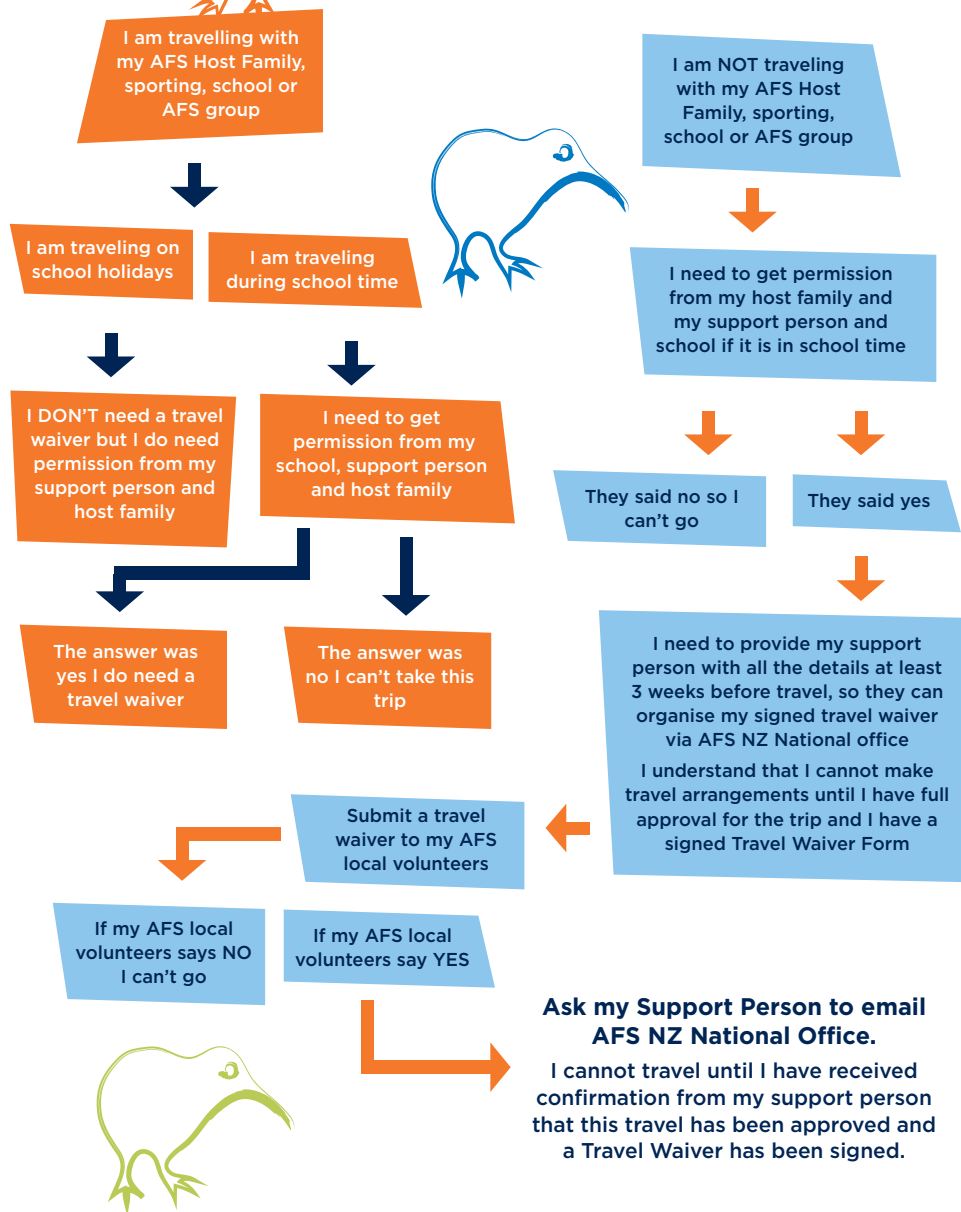 I am travelling with
my AFS Host Family,
sporting, school or
AFS group
I am traveling on
school holidays
I am traveling
during school time
I DON'T need a travel
waiver but I do need
permission from my
support person and
host family
I need to get
permission from my
school, support person
and host family
The answer was
yes I do need a
travel waiver
The answer was
no I can't take this
trip
I am NOT traveling
with my AFS Host
Family, sporting,
school or AFS group
I need to get permission
from my host family and
my support person and
school if it is in school time
They said no so I
can't go
They said yes
I need to provide my support
person with all the details at least
3 weeks before travel, so they can
organise my signed travel waiver
via AFS NZ National office
I understand that I cannot make
travel arrangements until I have full
approval for the trip and I have a
signed Travel Waiver Form
Submit a travel
waiver to my AFS
local volunteers
If my AFS local
volunteers says NO
I can't go
If my AFS local
volunteers say YES
Ask my Support Person to email
AFS NZ National Office.
I cannot travel until I have received
confirmation from my support person
that this travel has been approved and
a Travel Waiver has been signed.